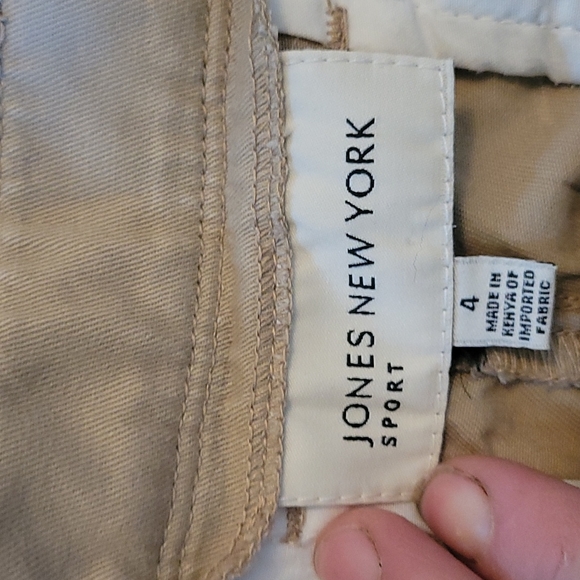 JONES NEW YORK
SPORT
4
MADE IN
KENYA OF
IMPORTED
FABRIC